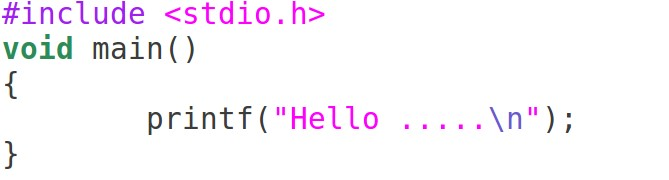 #include <stdio.h>
void main()
{
        printf("Hello .....\n");
}